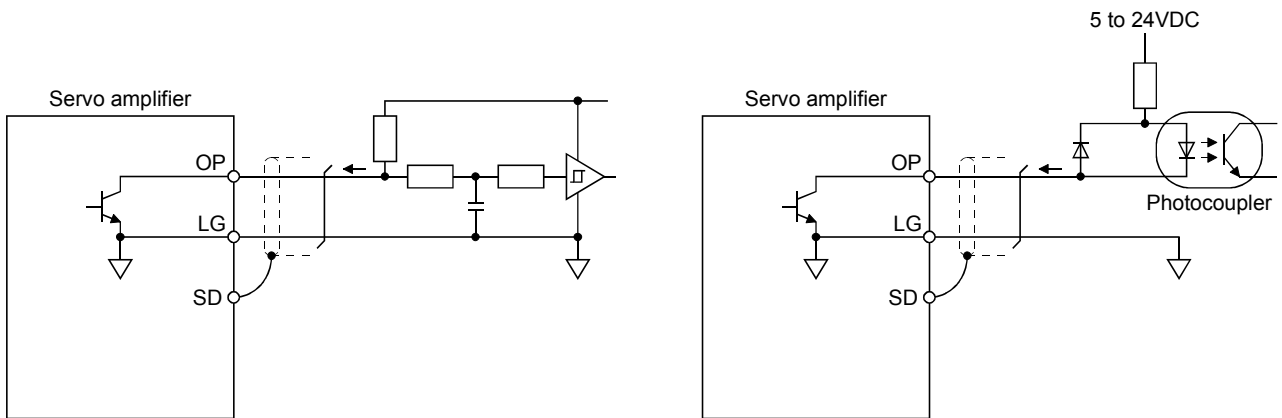 Servo amplifier
OP
LG
SD
5 to 24VDC
Servo amplifier
OP
LG
SD
Photocoupler